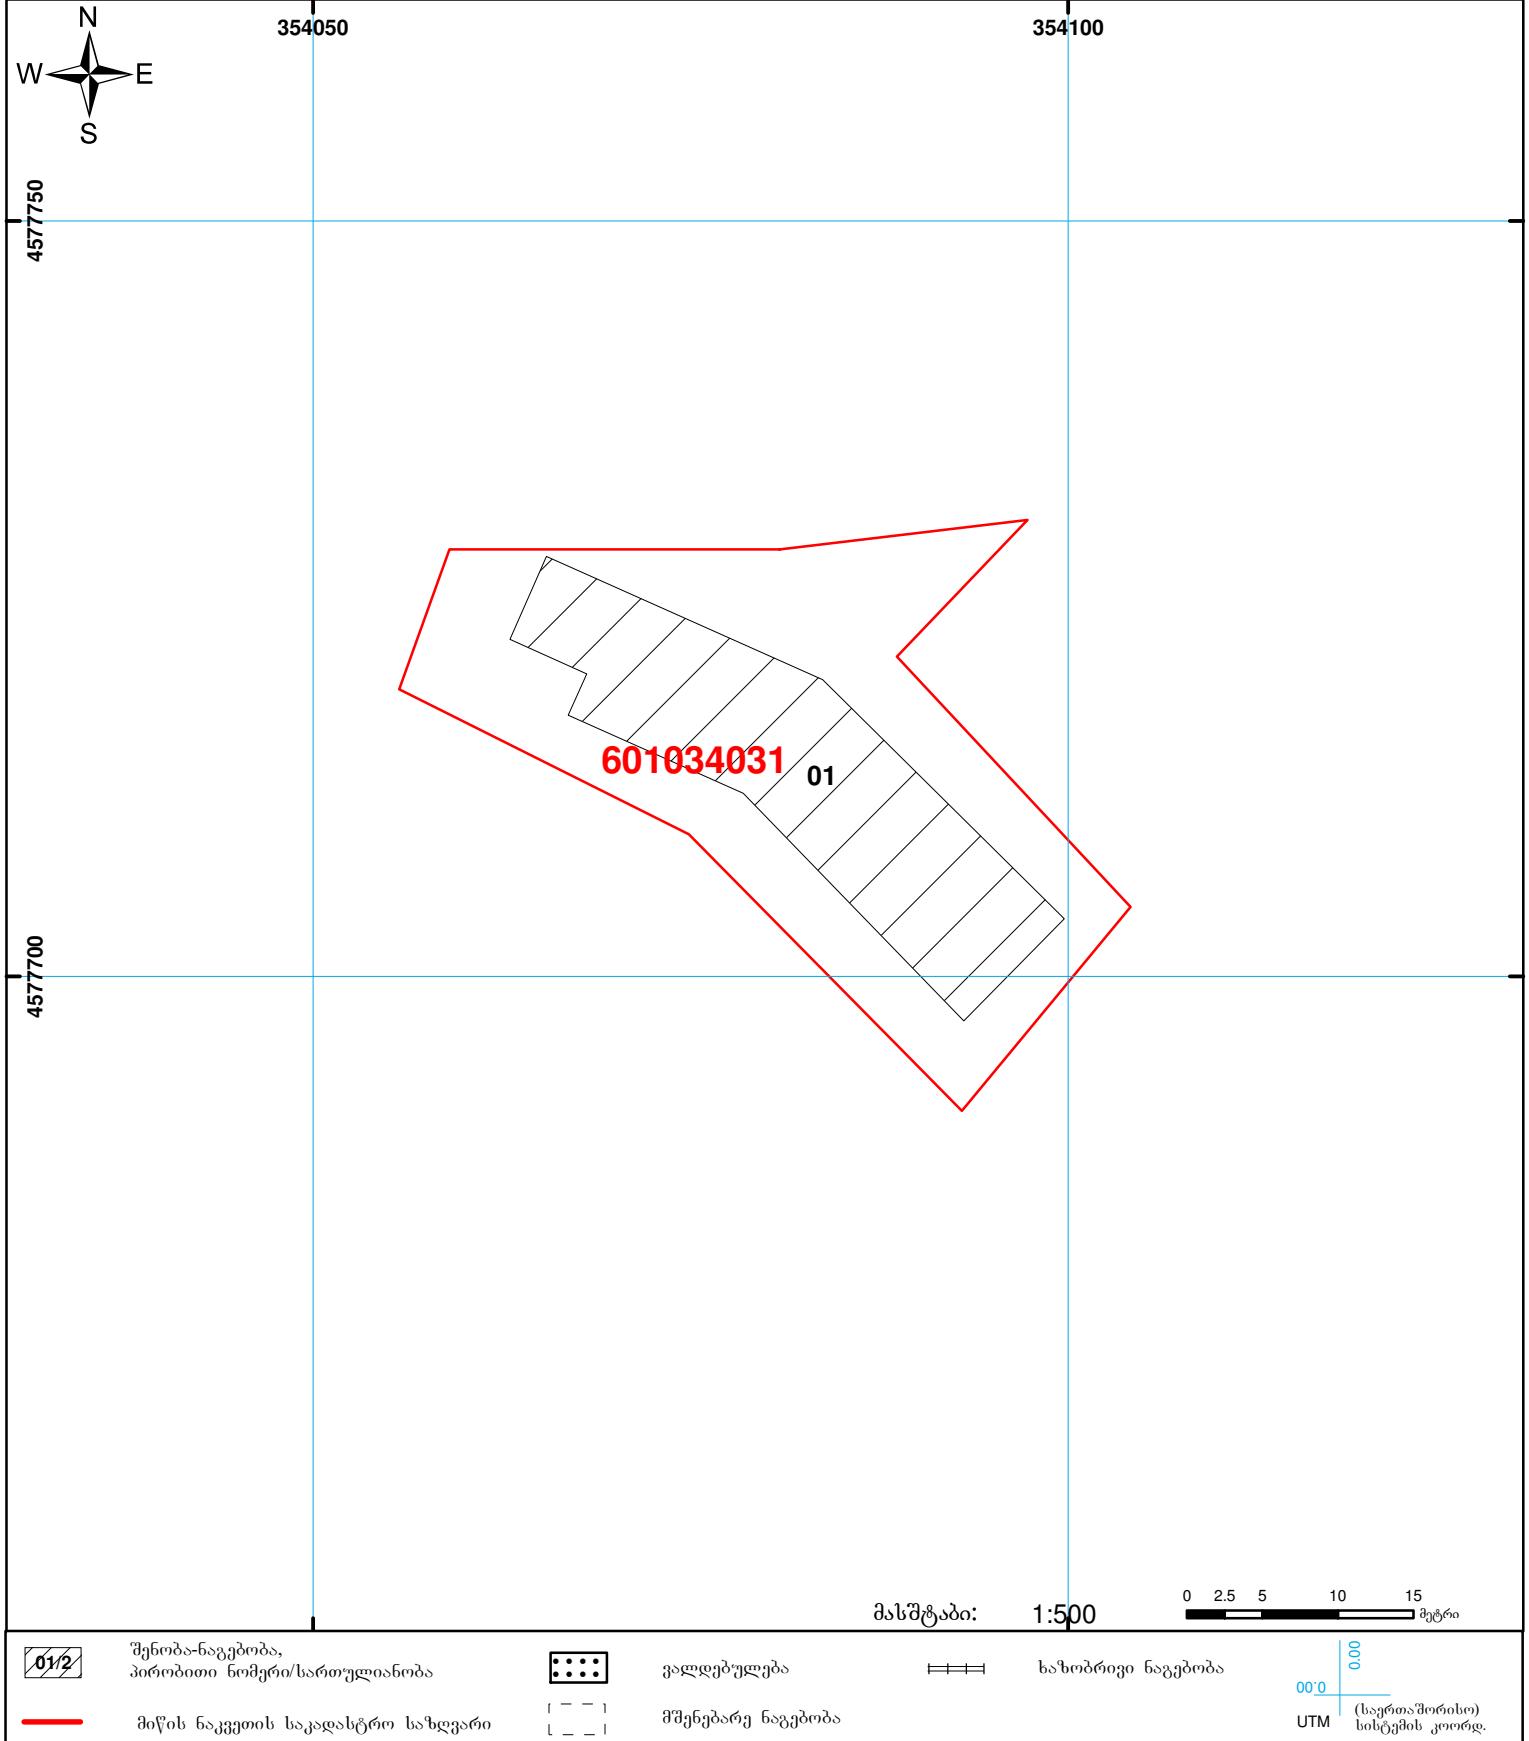 N
354050
354100
W
E
S
4577750
601034031
01
4577700
მასშტაბი:
1:500
0 2.5 5 10 15
მეტრი
01/2
შენობა-ნაგებობა,
პირობითი ნომერი/სართულიანობა
ვალდებულება
ხაზობრივი ნაგებობა
მიწის ნაკვეთის საკადასტრო საზღვარი
მშენებარე ნაგებობა
00.0
00.0
UTM
(საერთაშორისო)
სისტემის კოორდ.